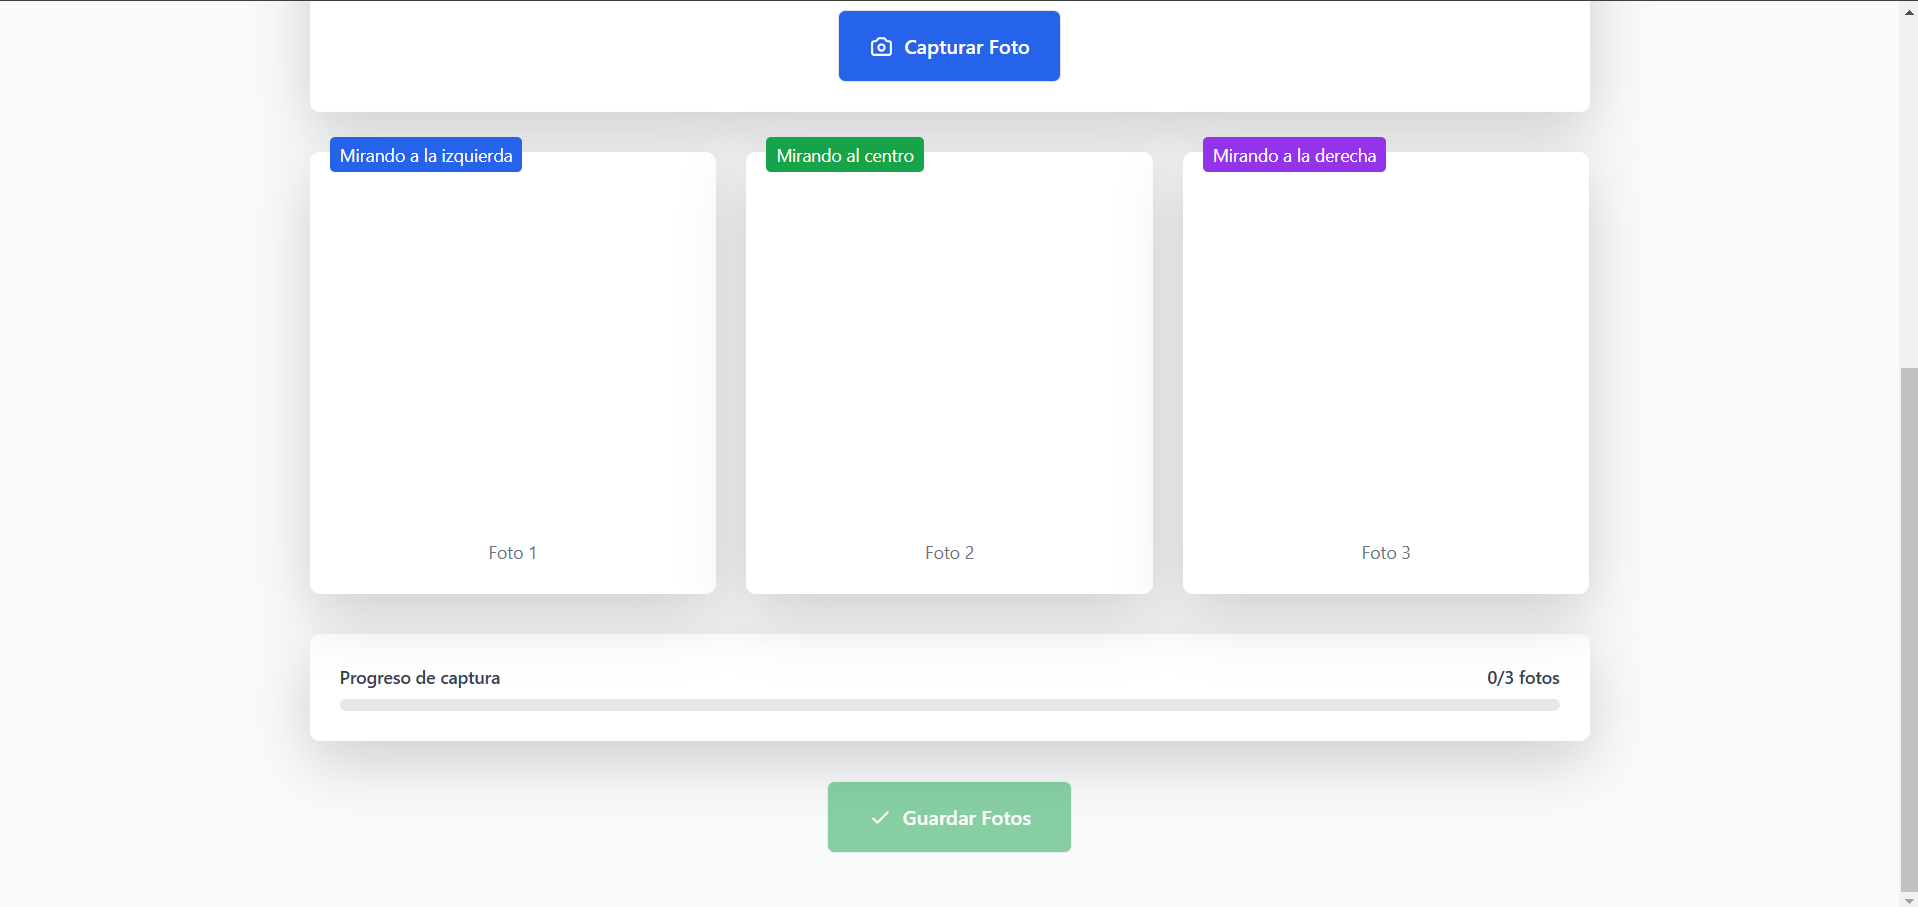 Capturar Foto
Mirando a la izquierda
Mirando al centro
Mirando a la derecha
Foto 1
Foto 2
Foto 3
Progreso de captura
0/3 fotos
Guardar Fotos